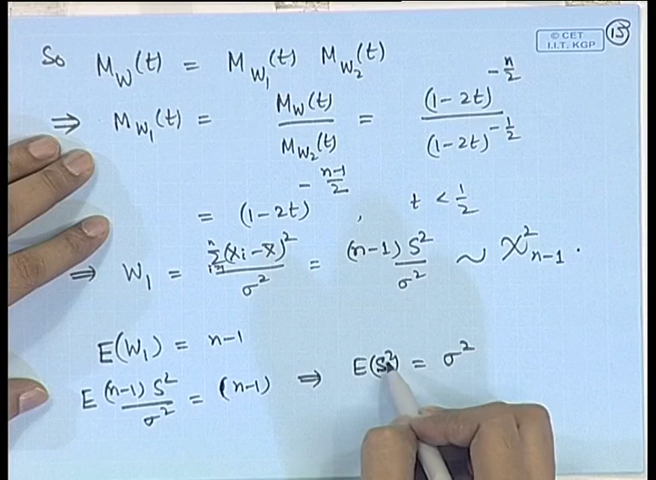 © CET
I.I.T. KGP
15
So M_W(t) = M_{W_1}(t) M_{W_2}(t)
⇒ M_{W_1}(t) = M_W(t) / M_{W_2}(t) = (1-2t)^{-n/2} / (1-2t)^{-1/2}
= (1-2t)^{-(n-1)/2} , t < 1/2
⇒ W_1 = \sum_{i=1}^{n} (X_i - \bar{X})^2 / σ^2 = (n-1) S^2 / σ^2 ~ χ^2_{n-1} .
E(W_1) = n-1
E (n-1) S^2 / σ^2 = (n-1) ⇒ E(S^2) = σ^2